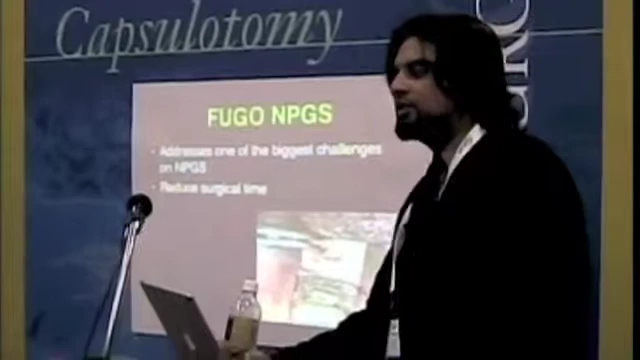 Capsulotomy
FUGO NPGS
• Addresses one of the biggest challenges
on NPGS
• Reduce surgical time